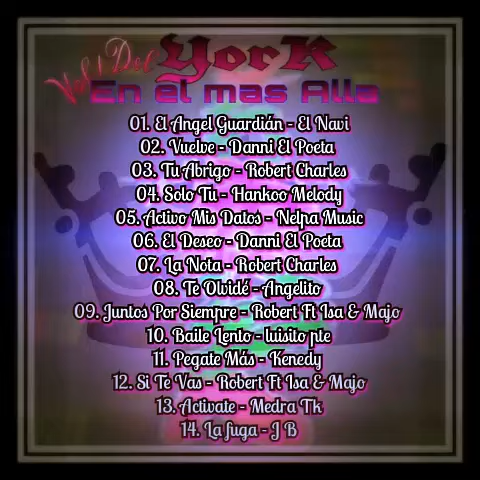 Vol 1 Del York
En el mas Alla
01. El Angel Guardián - El Navi
02. Vuelve - Danni El Poeta
03. Tu Abrigo - Robert Charles
04. Solo Tu - Hankoo Melody
05. Activo Mis Datos - Nelpa Music
06. El Deseo - Danni El Poeta
07. La Nota - Robert Charles
08. Te Olvidé - Angelito
09. Juntos Por Siempre - Robert Ft Isa & Majo
10. Baile Lento - luisito pte
11. Pegate Más - Kenedy
12. Si Te Vas - Robert Ft Isa & Majo
13. Activate - Medra Tk
14. La fuga - J B